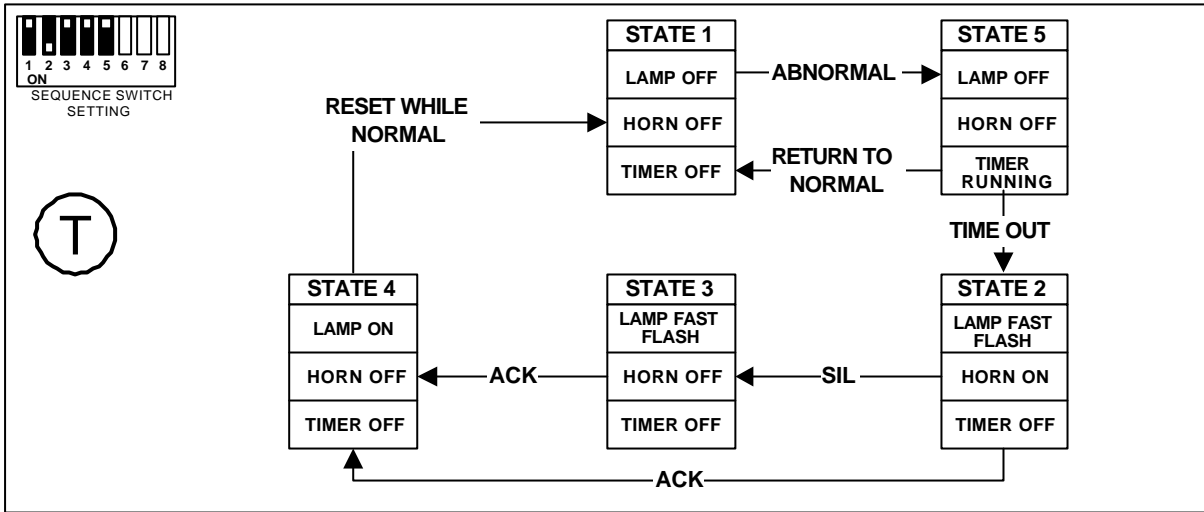 1 2 3 4 5 6 7 8
ON
SEQUENCE SWITCH
SETTING
T
RESET WHILE
NORMAL
STATE 1
LAMP OFF
HORN OFF
TIMER OFF
ABNORMAL
RETURN TO
NORMAL
STATE 5
LAMP OFF
HORN OFF
TIMER
RUNNING
TIME OUT
STATE 4
LAMP ON
HORN OFF
TIMER OFF
ACK
STATE 3
LAMP FAST
FLASH
HORN OFF
TIMER OFF
SIL
STATE 2
LAMP FAST
FLASH
HORN ON
TIMER OFF
ACK